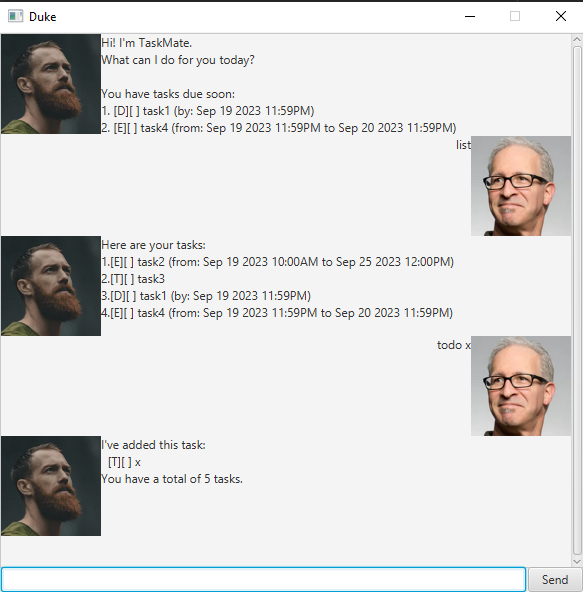 Duke
Hi! I'm TaskMate.
What can I do for you today?
You have tasks due soon:
1. [D][ ] task1 (by: Sep 19 2023 11:59PM)
2. [E][ ] task4 (from: Sep 19 2023 11:59PM to Sep 20 2023 11:59PM)
list
Here are your tasks:
1.[E][ ] task2 (from: Sep 19 2023 10:00AM to Sep 25 2023 12:00PM)
2.[T][ ] task3
3.[D][ ] task1 (by: Sep 19 2023 11:59PM)
4.[E][ ] task4 (from: Sep 19 2023 11:59PM to Sep 20 2023 11:59PM)
todo x
I've added this task:
[T][ ] x
You have a total of 5 tasks.
Send